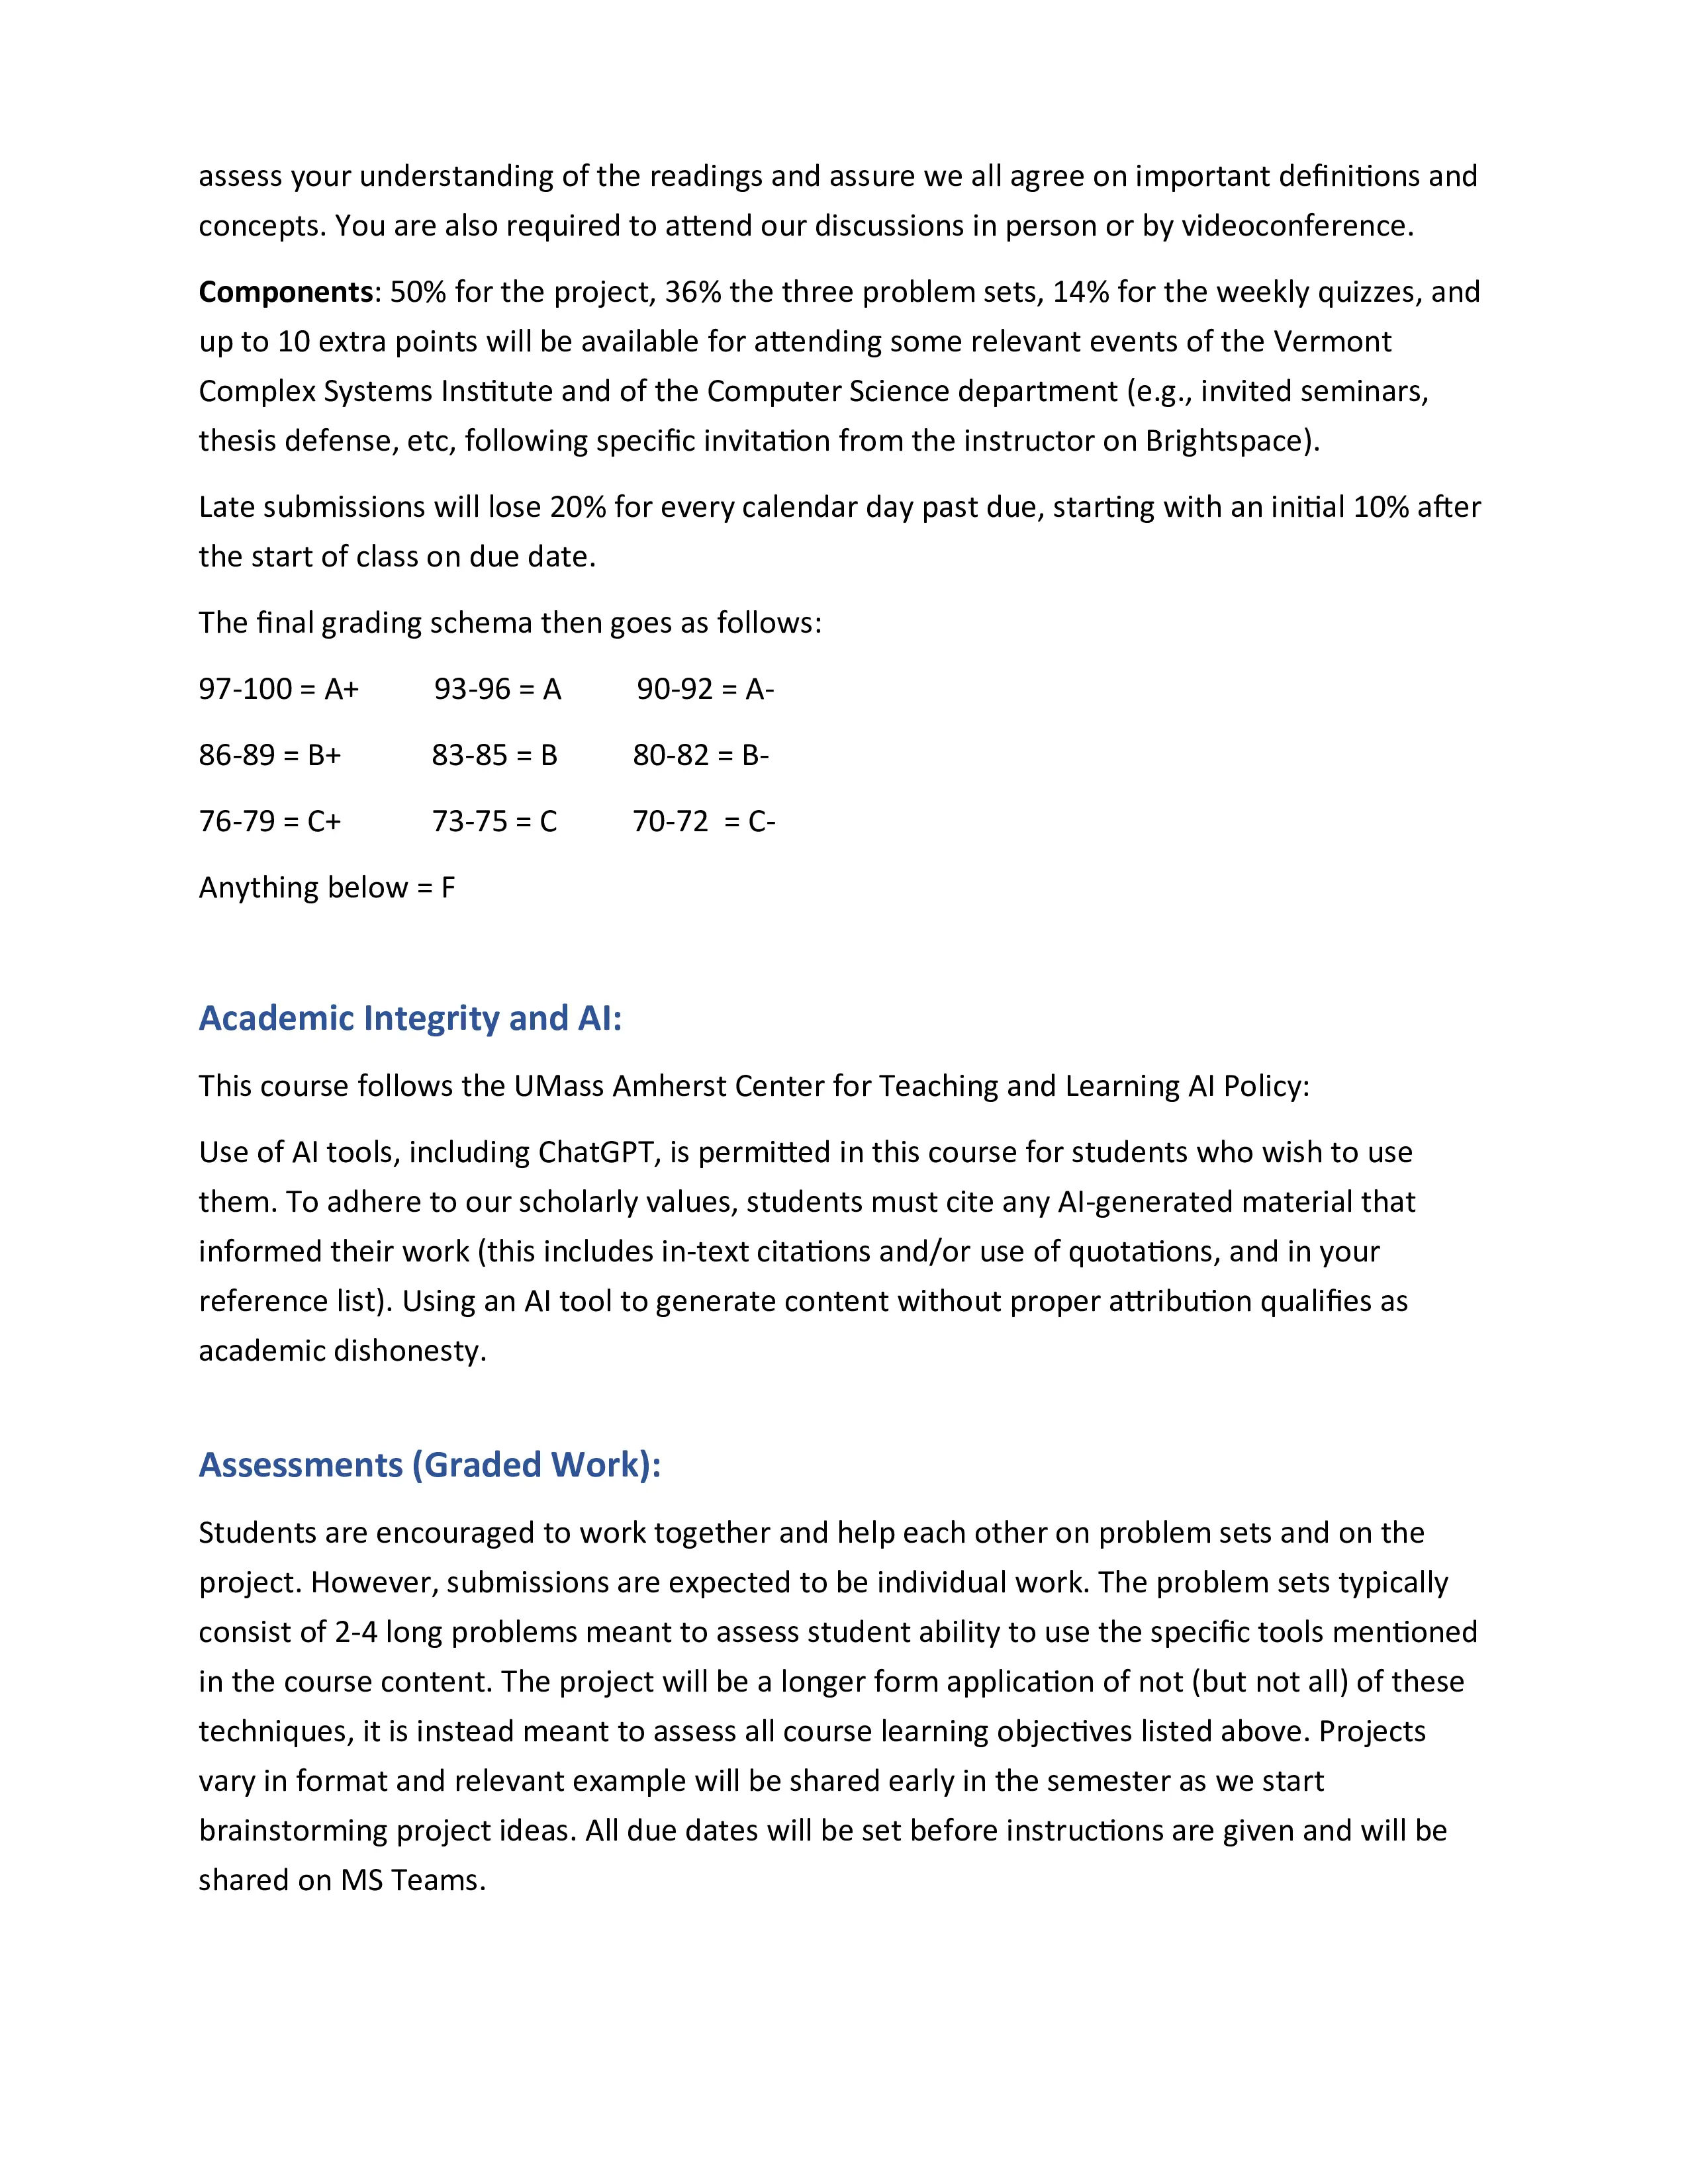 assess your understanding of the readings and assure we all agree on important definitions and
concepts. You are also required to attend our discussions in person or by videoconference.
Components: 50% for the project, 36% the three problem sets, 14% for the weekly quizzes, and
up to 10 extra points will be available for attending some relevant events of the Vermont
Complex Systems Institute and of the Computer Science department (e.g., invited seminars,
thesis defense, etc, following specific invitation from the instructor on Brightspace).
Late submissions will lose 20% for every calendar day past due, starting with an initial 10% after
the start of class on due date.
The final grading schema then goes as follows:
97-100 = A+ 93-96 = A 90-92 = A-
86-89 = B+ 83-85 = B 80-82 = B-
76-79 = C+ 73-75 = C 70-72 = C-
Anything below = F
Academic Integrity and AI:
This course follows the UMass Amherst Center for Teaching and Learning AI Policy:
Use of AI tools, including ChatGPT, is permitted in this course for students who wish to use
them. To adhere to our scholarly values, students must cite any AI-generated material that
informed their work (this includes in-text citations and/or use of quotations, and in your
reference list). Using an AI tool to generate content without proper attribution qualifies as
academic dishonesty.
Assessments (Graded Work):
Students are encouraged to work together and help each other on problem sets and on the
project. However, submissions are expected to be individual work. The problem sets typically
consist of 2-4 long problems meant to assess student ability to use the specific tools mentioned
in the course content. The project will be a longer form application of not (but not all) of these
techniques, it is instead meant to assess all course learning objectives listed above. Projects
vary in format and relevant example will be shared early in the semester as we start
brainstorming project ideas. All due dates will be set before instructions are given and will be
shared on MS Teams.